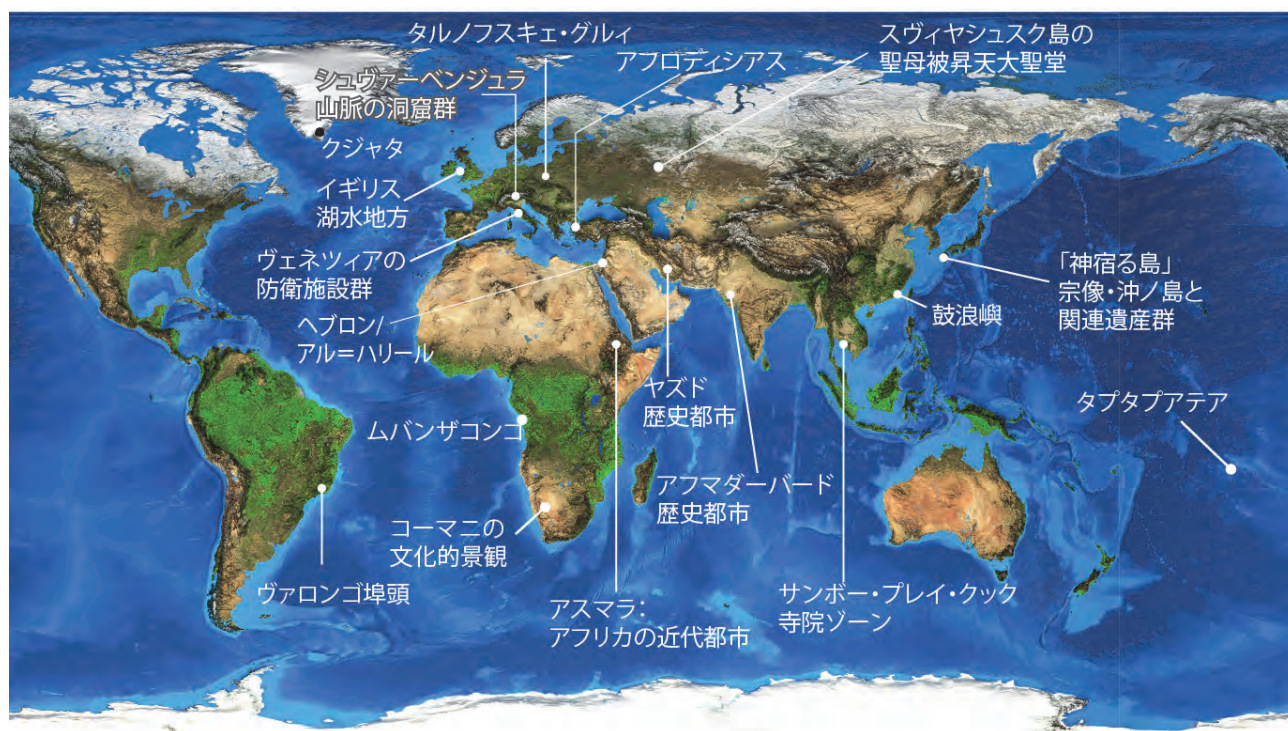 タルノフスキェ・グルィ
スヴィヤシュスク島の
聖母被昇天大聖堂
アフロディシアス
シュヴァーベンジュラ
山脈の洞窟群
クジャタ
イギリス
湖水地方
ヴェネツィアの
防衛施設群
ヘブロン/
アル＝ハリール
「神宿る島」
宗像・沖ノ島と
関連遺産群
鼓浪嶼
ヤズド
歴史都市
タプタプアテア
ムバンザコンゴ
アフマダーバード
歴史都市
コーマニの
文化的景観
ヴァロンゴ埠頭
アスマラ：
アフリカの近代都市
サンボー・プレイ・クック
寺院ゾーン